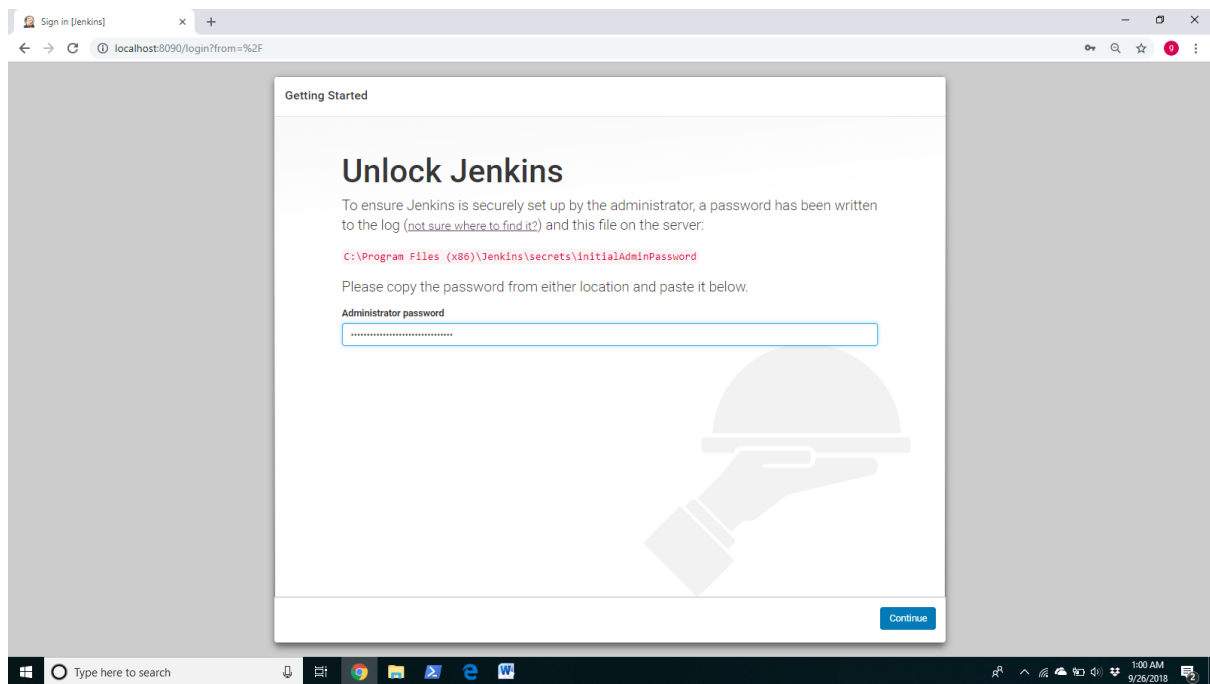 Sign in [Jenkins]
localhost:8090/login?from=%2F
g
Getting Started
Unlock Jenkins
To ensure Jenkins is securely set up by the administrator, a password has been written
to the log (not sure where to find it?) and this file on the server:
C:\Program Files (x86)\Jenkins\secrets\initialAdminPassword
Please copy the password from either location and paste it below.
Administrator password
Continue
Type here to search
1:00 AM
9/26/2018
2